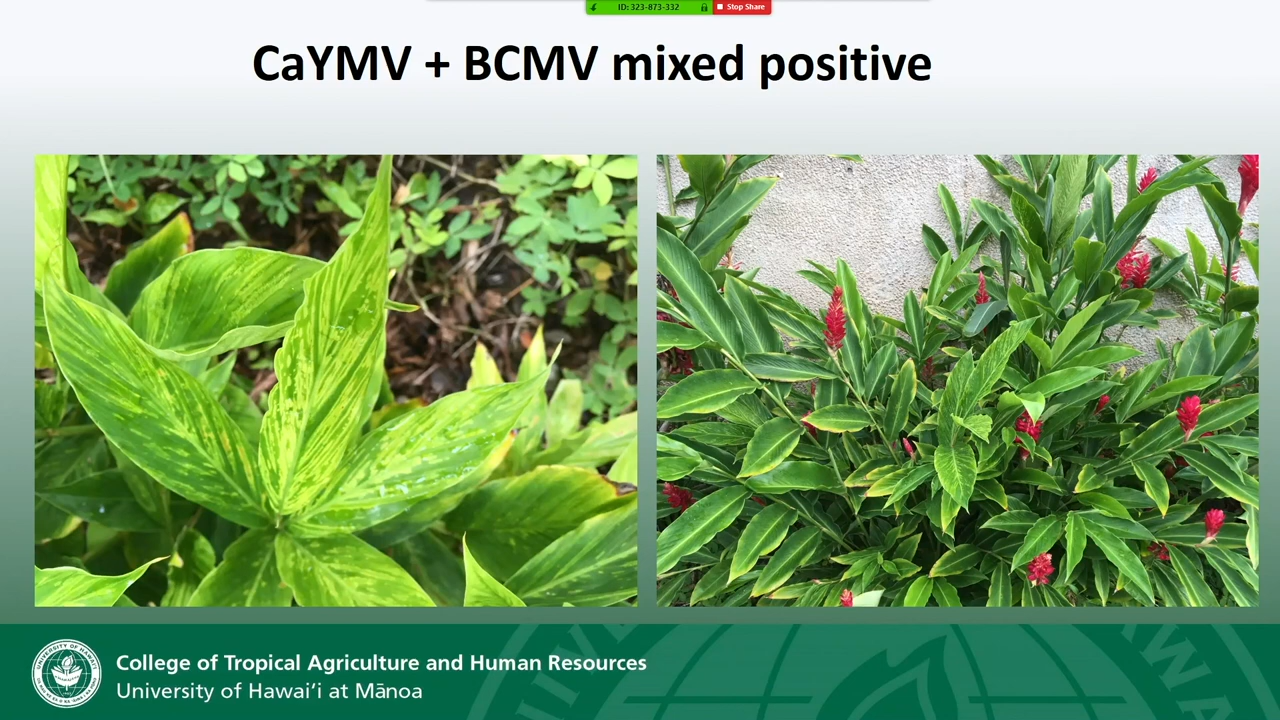 ID: 323-873-332
Stop Share
CaYMV + BCMV mixed positive
College of Tropical Agriculture and Human Resources
University of Hawaiʻi at Mānoa